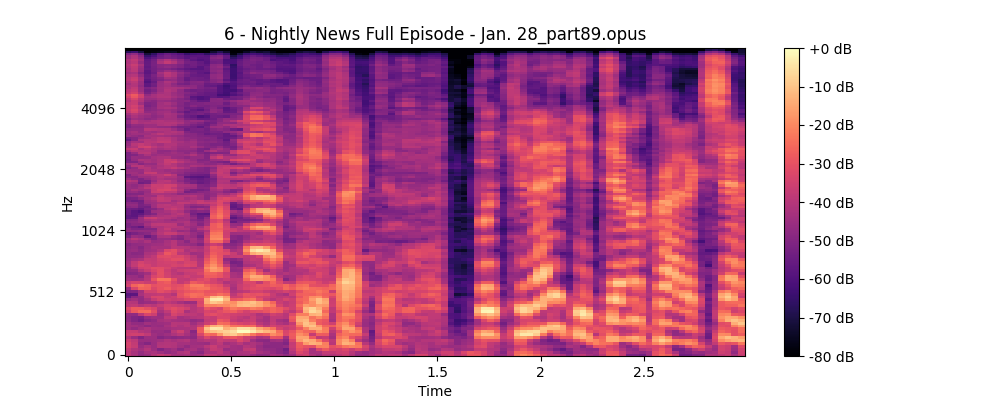 6 - Nightly News Full Episode - Jan. 28_part89.opus
Hz
4096
2048
1024
512
0
0 0.5 1 1.5 2 2.5
Time
+0 dB
-10 dB
-20 dB
-30 dB
-40 dB
-50 dB
-60 dB
-70 dB
-80 dB